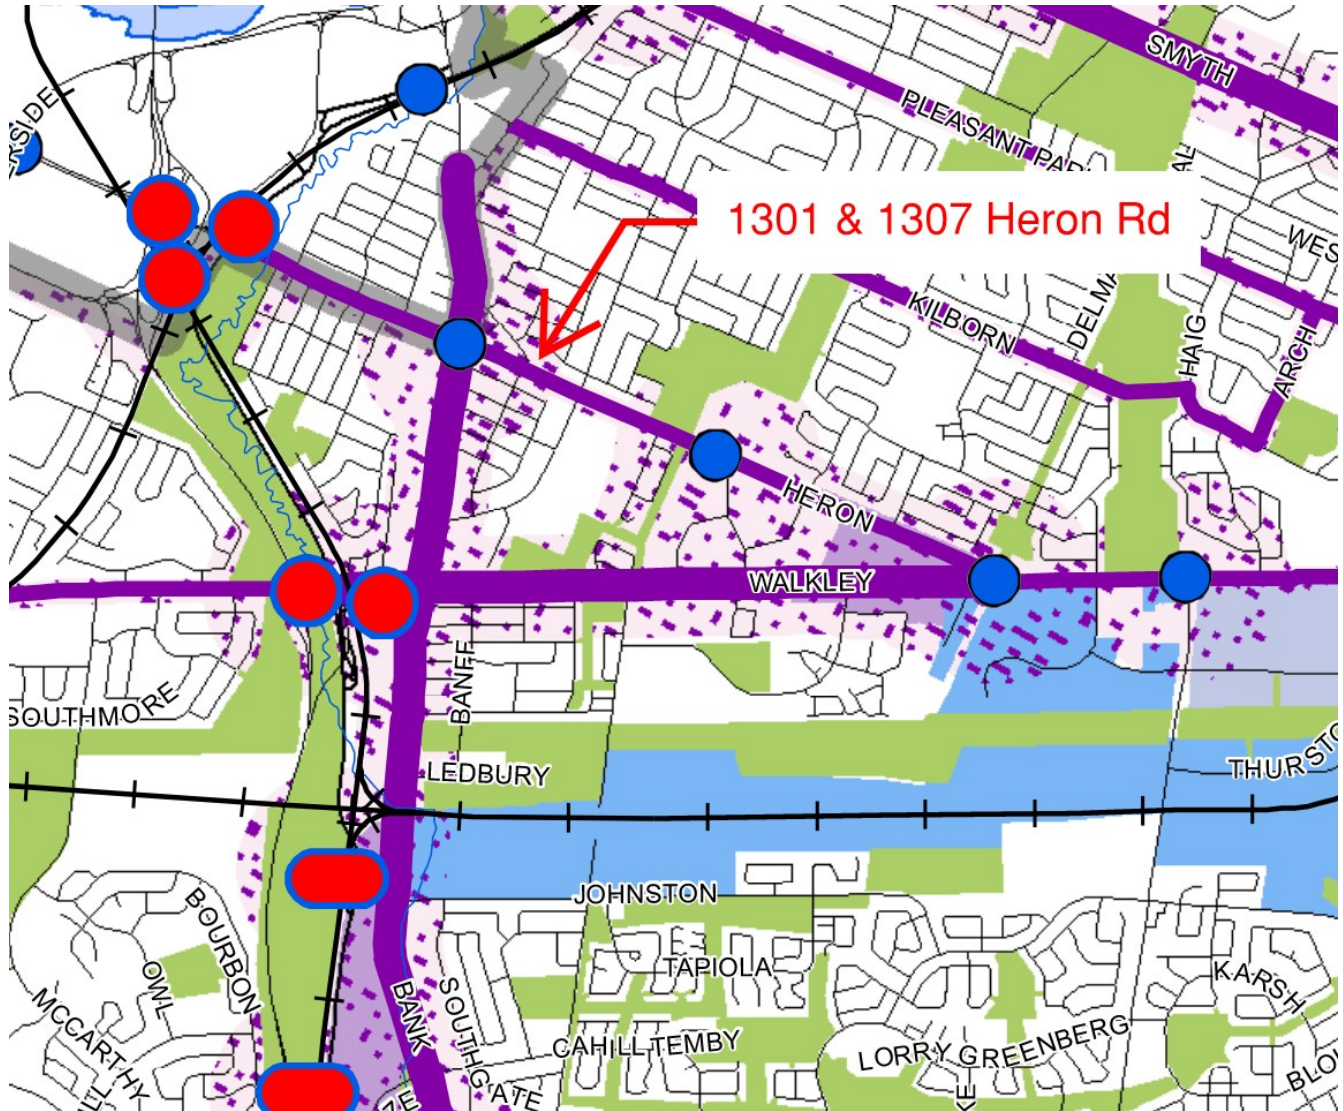 SMYTH
PLEASANT PARK
1301 & 1307 Heron Rd
KILBORN
HAIG
ARCH
HERON
WALKLEY
BANFF
SOUTHMORE
LEDBURY
JOHNSTON
BOURBON
OWL
MCCARTHY
TAPIOLA
BANK
SOUTHGATE
CAHILL
TEMBY
LORRY GREENBERG
KARSH